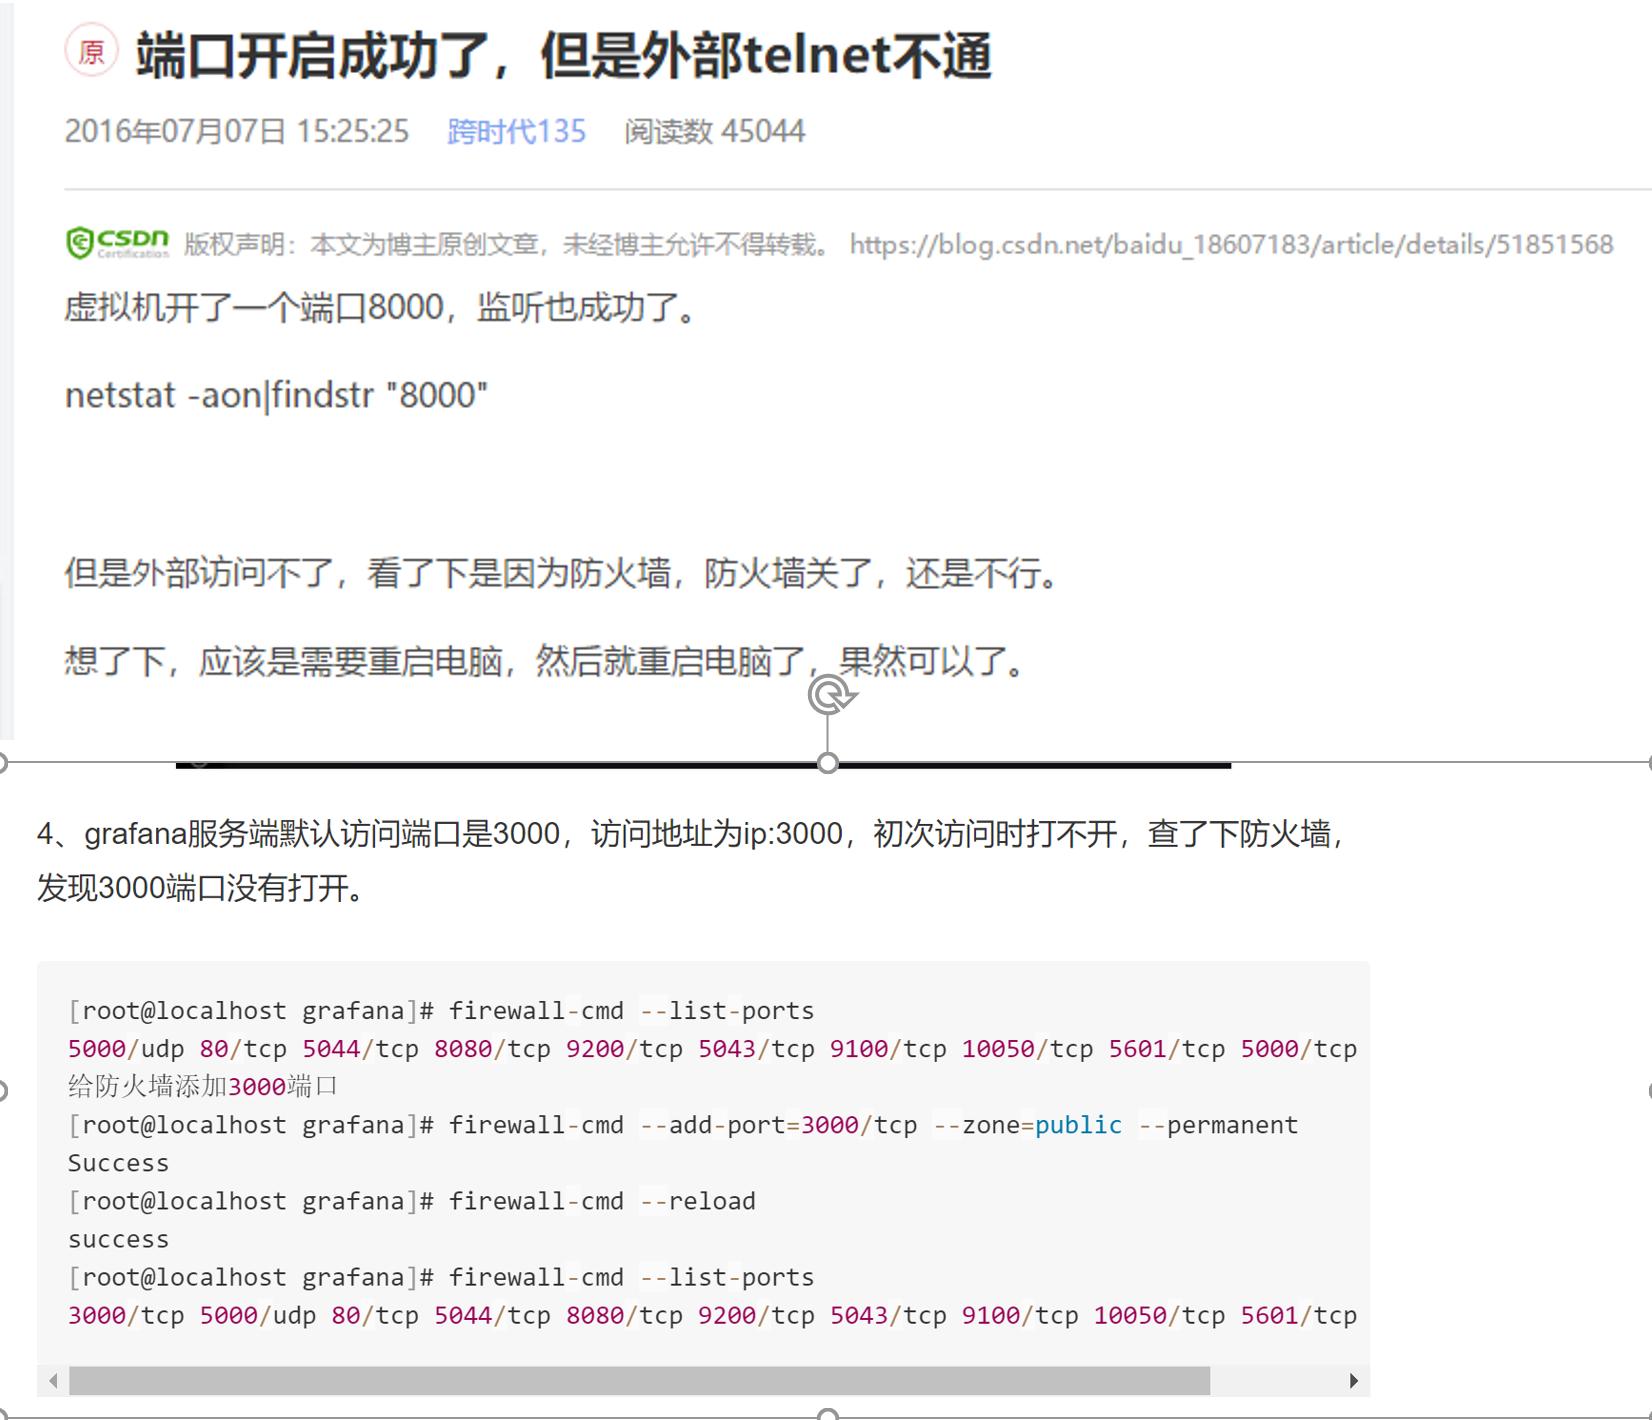 原 端口开启成功了，但是外部telnet不通
2016年07月07日 15:25:25 跨时代135 阅读数 45044
CSDN Certification 版权声明：本文为博主原创文章，未经博主允许不得转载。 https://blog.csdn.net/baidu_18607183/article/details/51851568
虚拟机开了一个端口8000，监听也成功了。
netstat -aon|findstr "8000"
但是外部访问不了，看了下是因为防火墙，防火墙关了，还是不行。
想了下，应该是需要重启电脑，然后就重启电脑了，果然可以了。
4、grafana服务端默认访问端口是3000，访问地址为ip:3000，初次访问时打不开，查了下防火墙，
发现3000端口没有打开。
[root@localhost grafana]# firewall-cmd --list-ports
5000/udp 80/tcp 5044/tcp 8080/tcp 9200/tcp 5043/tcp 9100/tcp 10050/tcp 5601/tcp 5000/tcp
给防火墙添加3000端口
[root@localhost grafana]# firewall-cmd --add-port=3000/tcp --zone=public --permanent
Success
[root@localhost grafana]# firewall-cmd --reload
success
[root@localhost grafana]# firewall-cmd --list-ports
3000/tcp 5000/udp 80/tcp 5044/tcp 8080/tcp 9200/tcp 5043/tcp 9100/tcp 10050/tcp 5601/tcp